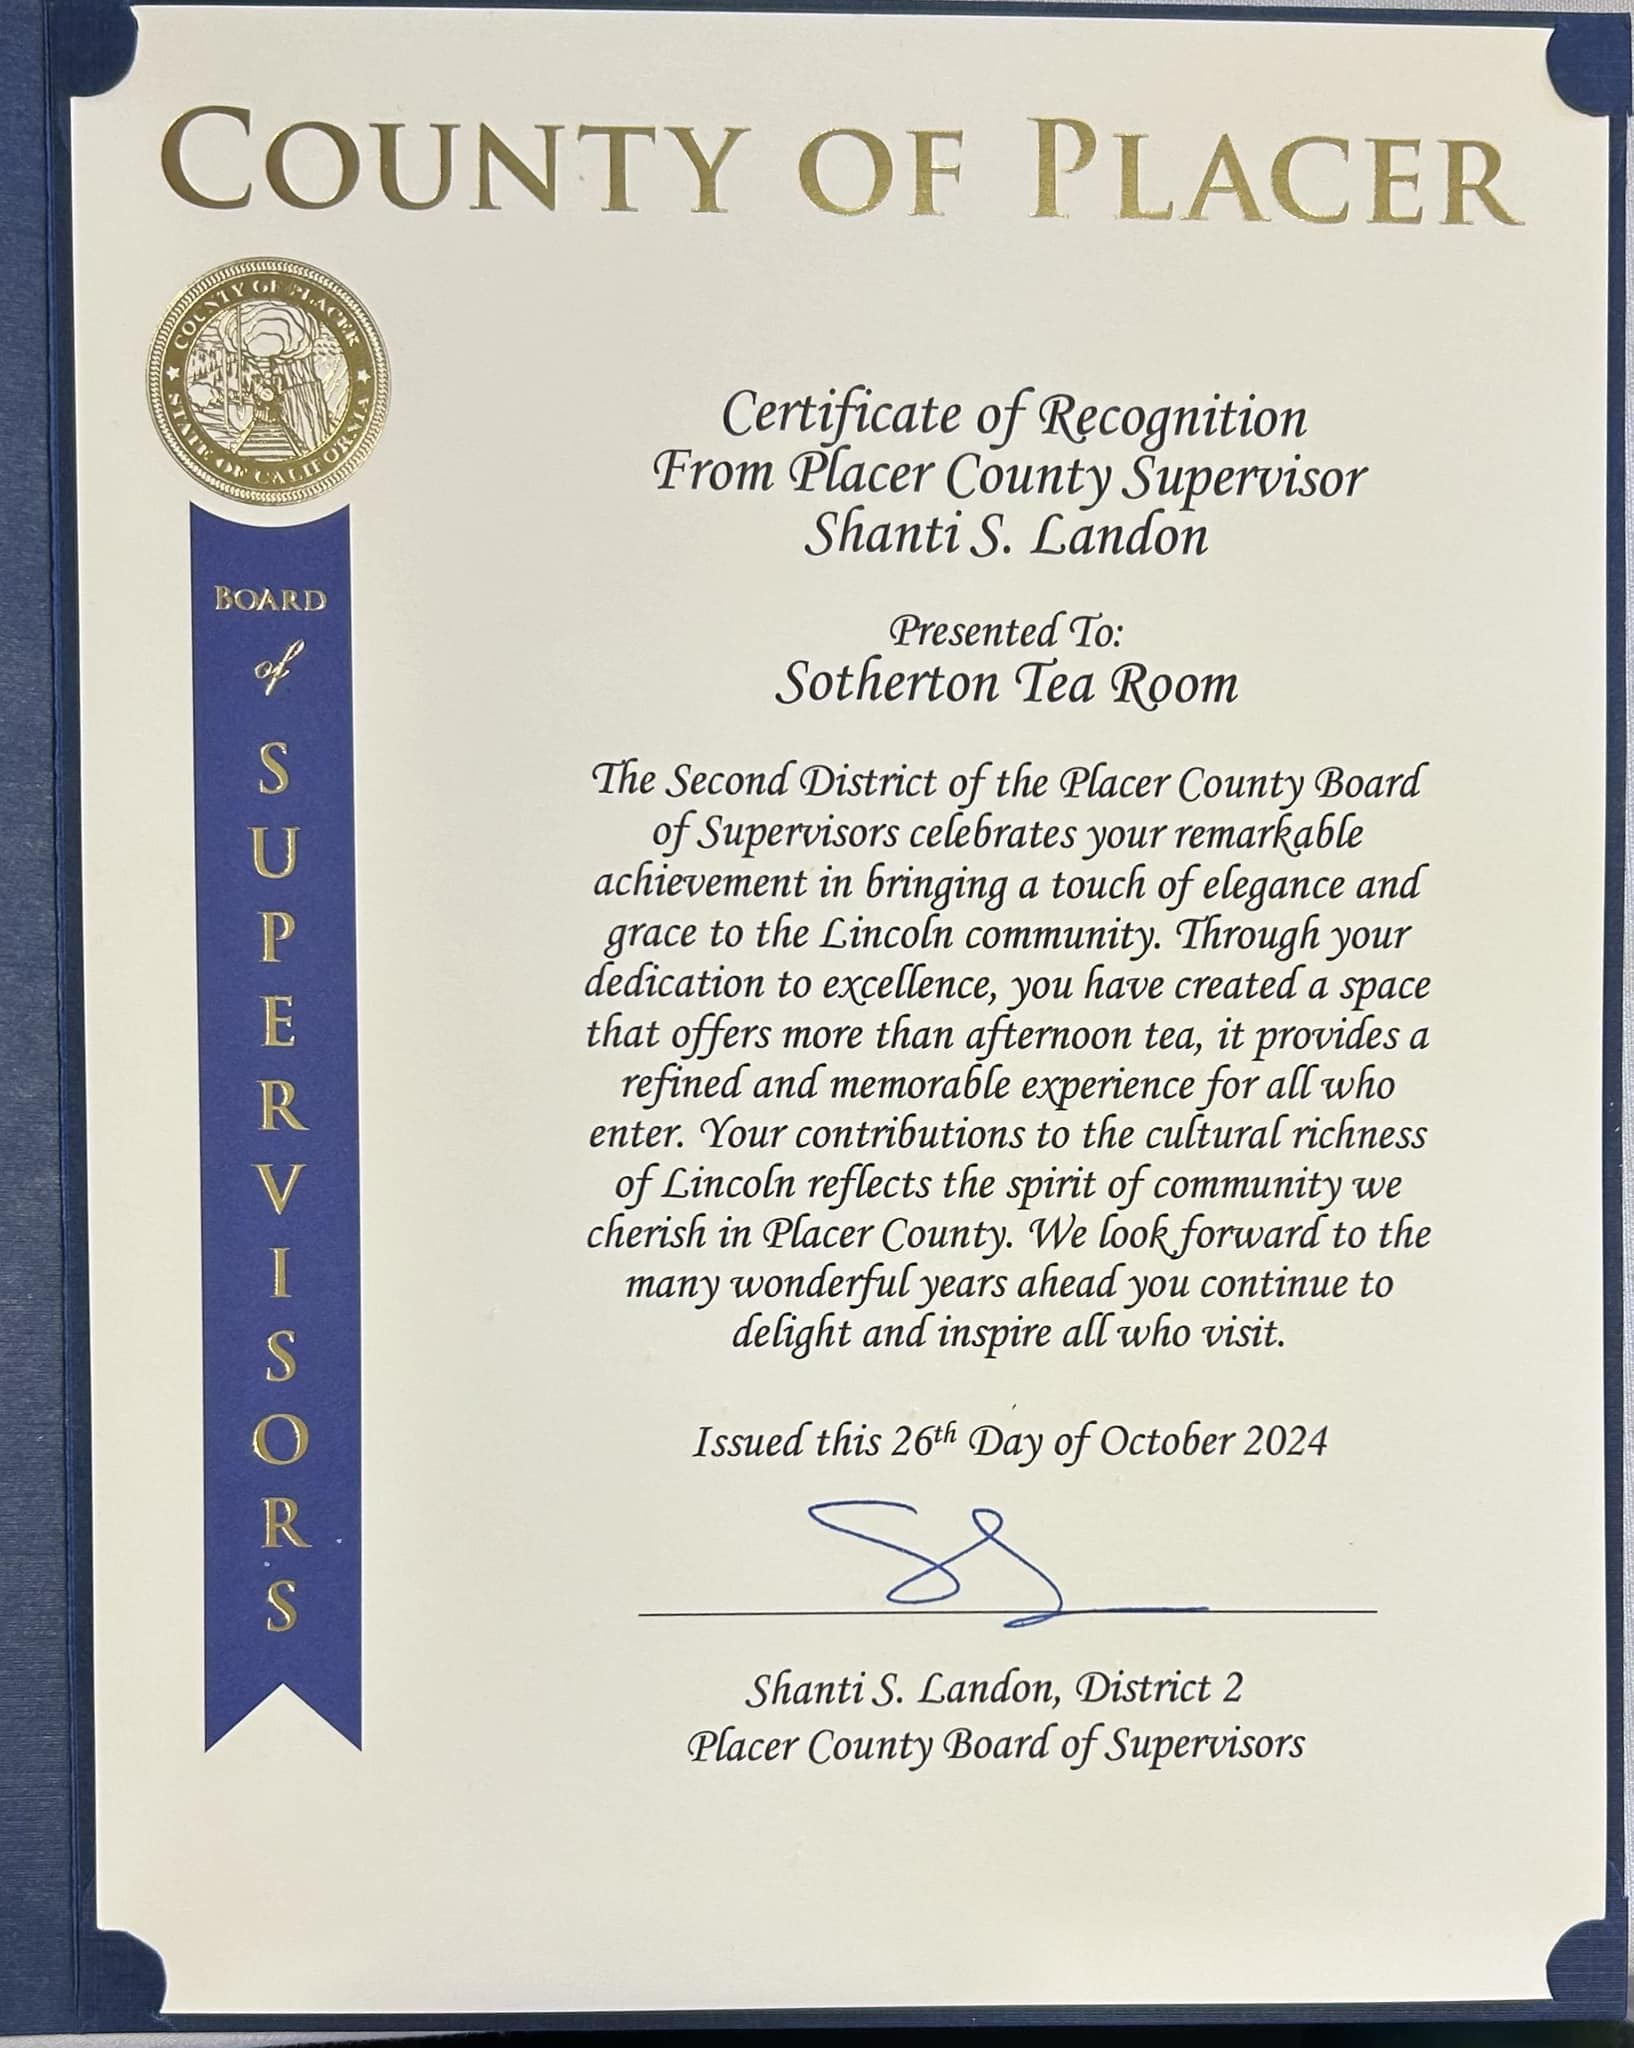 COUNTY OF PLACER
COUNTY OF PLACER
STATE OF CALIFORNIA
BOARD
of
SUPERVISORS
Certificate of Recognition
From Placer County Supervisor
Shanti S. Landon
Presented To:
Sotherton Tea Room
The Second District of the Placer County Board
of Supervisors celebrates your remarkable
achievement in bringing a touch of elegance and
grace to the Lincoln community. Through your
dedication to excellence, you have created a space
that offers more than afternoon tea, it provides a
refined and memorable experience for all who
enter. Your contributions to the cultural richness
of Lincoln reflects the spirit of community we
cherish in Placer County. We look forward to the
many wonderful years ahead you continue to
delight and inspire all who visit.
Issued this 26th Day of October 2024
Shanti S. Landon, District 2
Placer County Board of Supervisors